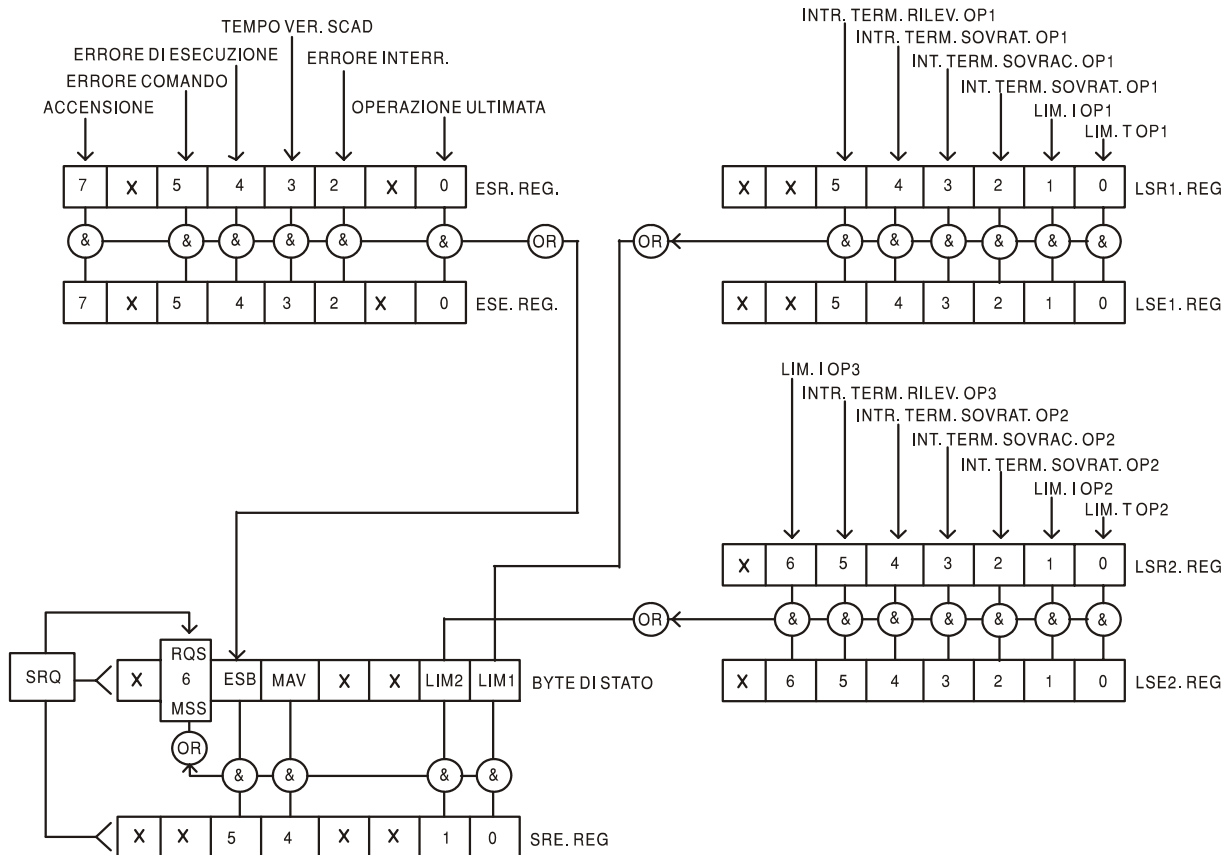 TEMPO VER. SCAD
ERRORE DI ESECUZIONE
ERRORE INTERR.
ERRORE COMANDO
ACCENSIONE
OPERAZIONE ULTIMATA
7 X 5 4 3 2 X 0 ESR. REG.
& & & & & & OR
7 X 5 4 3 2 X 0 ESE. REG.
INTR. TERM. RILEV. OP1
INTR. TERM. SOVRAT. OP1
INT. TERM. SOVRAC. OP1
INT. TERM. SOVRAT. OP1
LIM. I OP1
LIM. T OP1
X X 5 4 3 2 1 0 LSR1. REG
OR & & & & & &
X X 5 4 3 2 1 0 LSE1. REG
LIM. I OP3
INTR. TERM. RILEV. OP3
INTR. TERM. SOVRAT. OP2
INT. TERM. SOVRAC. OP2
INT. TERM. SOVRAT. OP2
LIM. I OP2
LIM. T OP2
X 6 5 4 3 2 1 0 LSR2. REG
OR & & & & & & &
X 6 5 4 3 2 1 0 LSE2. REG
SRQ
X RQS 6 MSS ESB MAV X X LIM2 LIM1 BYTE DI STATO
OR
& & & &
X X 5 4 X X 1 0 SRE. REG